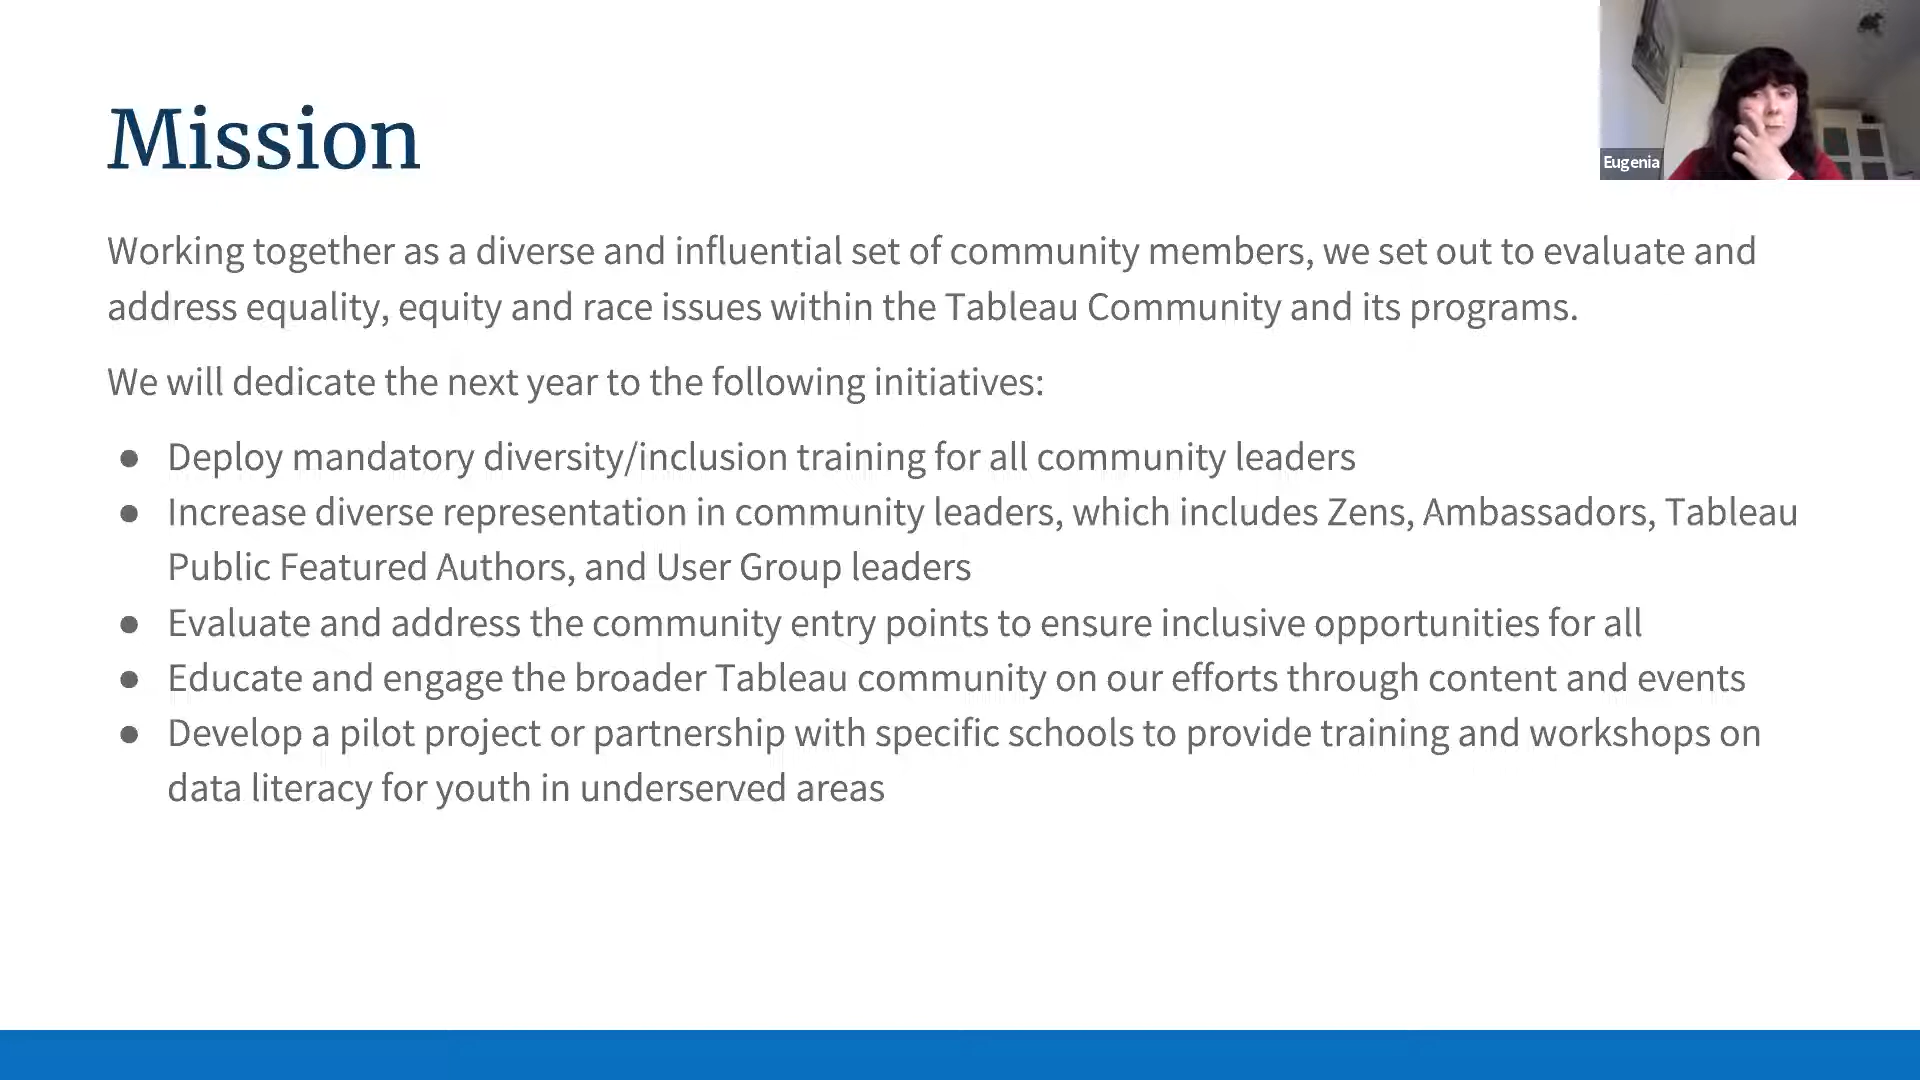 Mission
Eugenia
Working together as a diverse and influential set of community members, we set out to evaluate and
address equality, equity and race issues within the Tableau Community and its programs.
We will dedicate the next year to the following initiatives:
● Deploy mandatory diversity/inclusion training for all community leaders
● Increase diverse representation in community leaders, which includes Zens, Ambassadors, Tableau
Public Featured Authors, and User Group leaders
● Evaluate and address the community entry points to ensure inclusive opportunities for all
● Educate and engage the broader Tableau community on our efforts through content and events
● Develop a pilot project or partnership with specific schools to provide training and workshops on
data literacy for youth in underserved areas